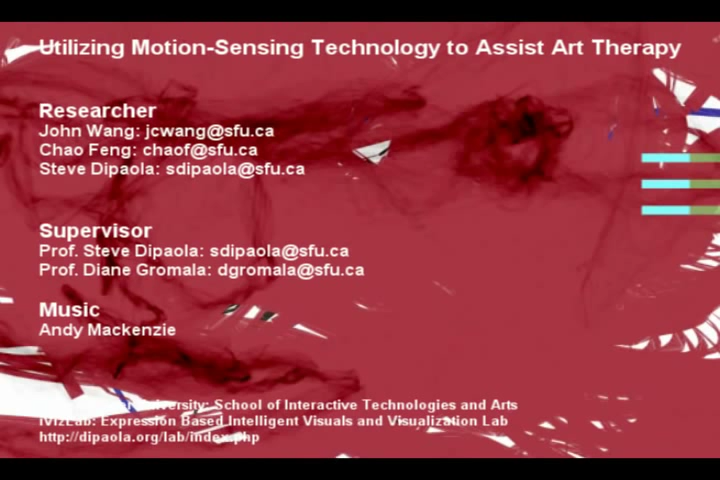 Utilizing Motion-Sensing Technology to Assist Art Therapy
Researcher
John Wang: jcwang@sfu.ca
Chao Feng: chaof@sfu.ca
Steve Dipaola: sdipaola@sfu.ca
Supervisor
Prof. Steve Dipaola: sdipaola@sfu.ca
Prof. Diane Gromala: dgromala@sfu.ca
Music
Andy Mackenzie
University: School of Interactive Technologies and Arts
iVizLab: Expression Based Intelligent Visuals and Visualization Lab
http://dipaola.org/lab/index.php